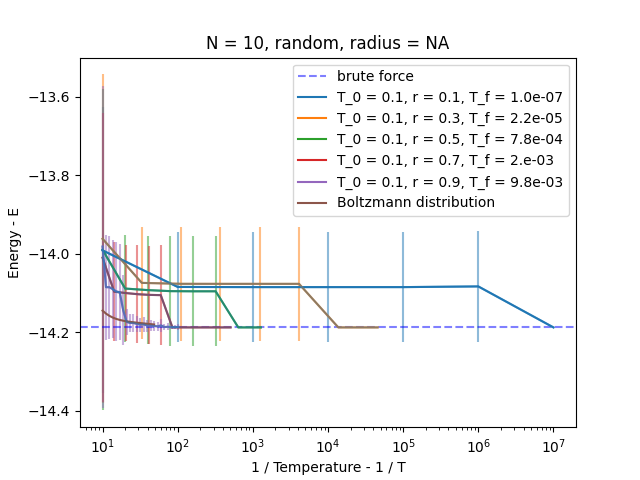 N = 10, random, radius = NA
Energy - E
−13.6
−13.8
−14.0
−14.2
−14.4
brute force
T_0 = 0.1, r = 0.1, T_f = 1.0e-07
T_0 = 0.1, r = 0.3, T_f = 2.2e-05
T_0 = 0.1, r = 0.5, T_f = 7.8e-04
T_0 = 0.1, r = 0.7, T_f = 2.e-03
T_0 = 0.1, r = 0.9, T_f = 9.8e-03
Boltzmann distribution
10¹ 10² 10³ 10⁴ 10⁵ 10⁶ 10⁷
1 / Temperature - 1 / T